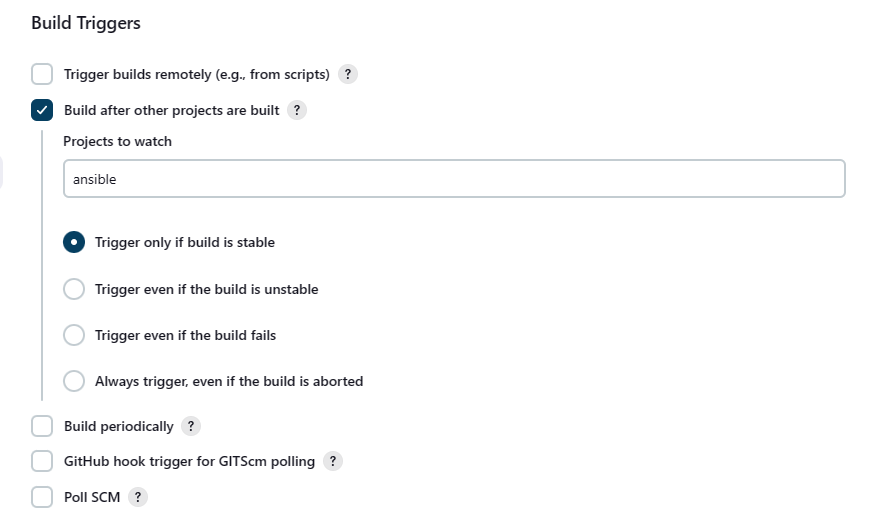 Build Triggers
Trigger builds remotely (e.g., from scripts) ?
Build after other projects are built ?
Projects to watch
ansible
Trigger only if build is stable
Trigger even if the build is unstable
Trigger even if the build fails
Always trigger, even if the build is aborted
Build periodically ?
GitHub hook trigger for GITScm polling ?
Poll SCM ?